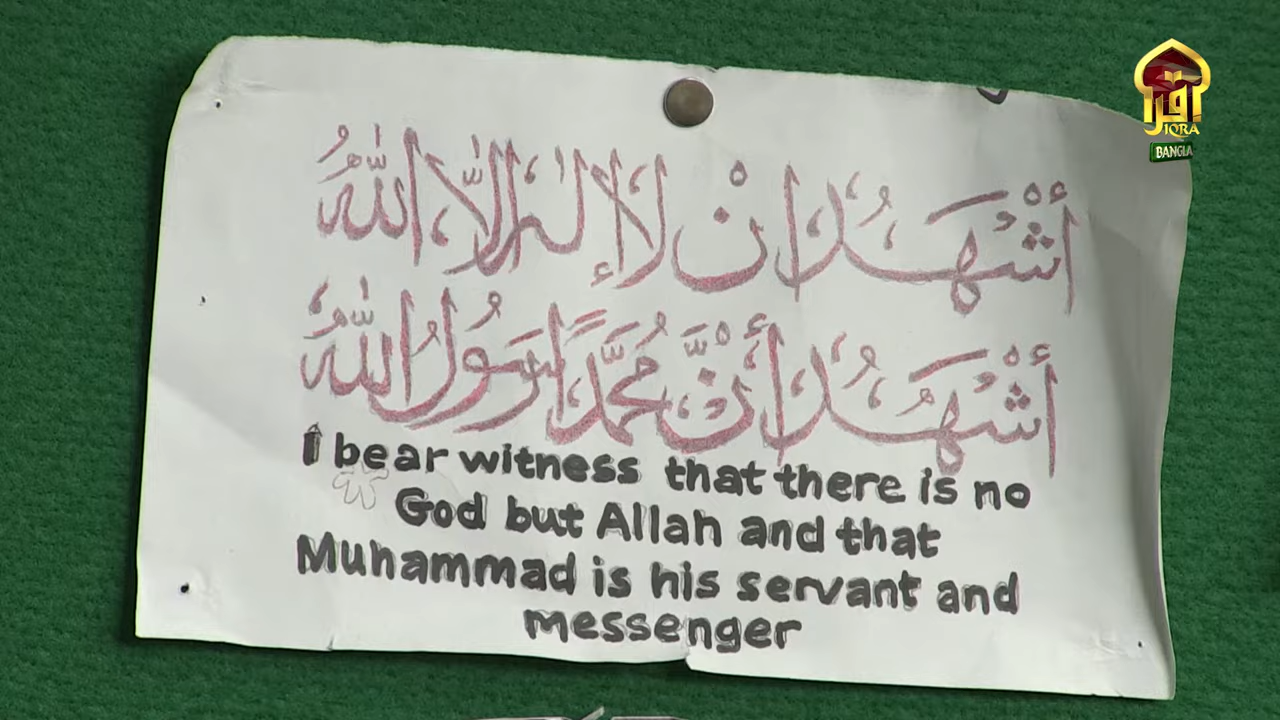 أَشْهَدُ اَنْ لَا إِلٰهَ اِلَّا اللّٰهُ
أَشْهَدُ أَنَّ مُحَمَّدًا رَسُولُ اللّٰهُ
I bear witness that there is no
God but Allah and that
Muhammad is his servant and
messenger
اقرأ
IQRA
BANGLA